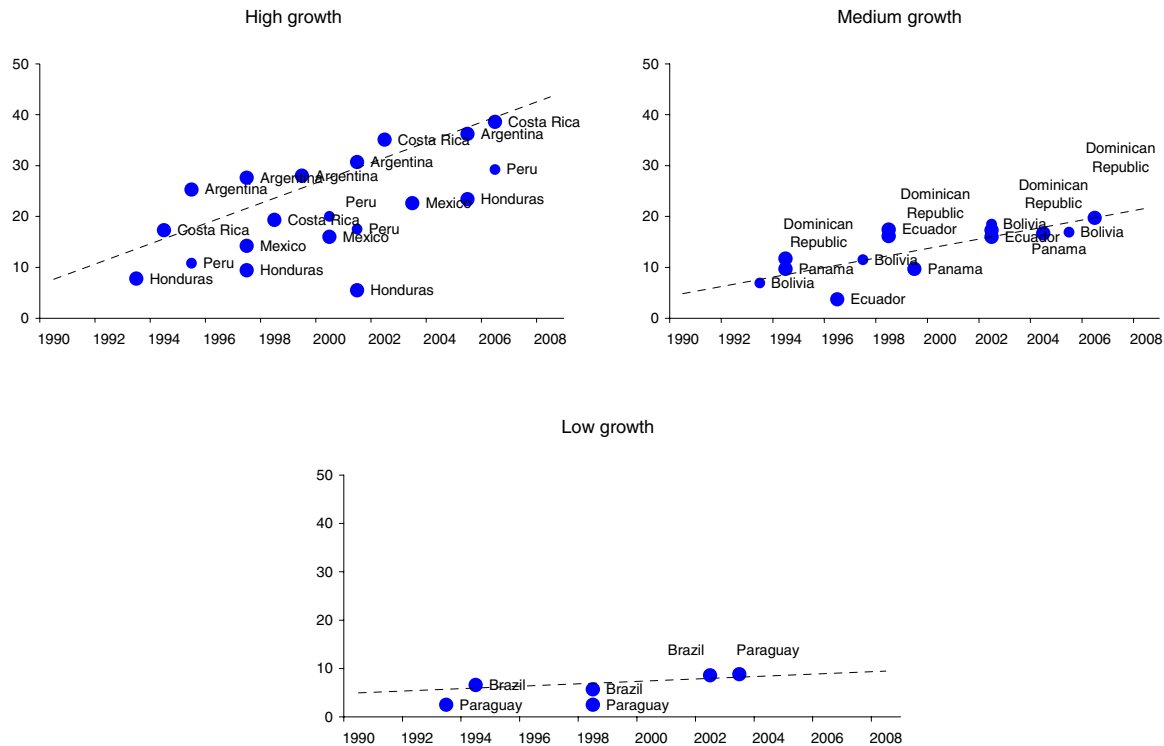 High growth
50
40
30
20
10
0
Costa Rica
Costa Rica
Argentina
Argentina
Argentina
Argentina
Peru
Argentina
Peru
Mexico
Honduras
Costa Rica
Costa Rica
Peru
Mexico
Mexico
Peru
Honduras
Honduras
Honduras
1990 1992 1994 1996 1998 2000 2002 2004 2006 2008
Medium growth
50
40
30
20
10
0
Dominican
Republic
Dominican
Republic
Dominican
Republic
Dominican
Republic
Ecuador
Bolivia
Ecuador
Bolivia
Panama
Panama
Bolivia
Panama
Bolivia
Ecuador
1990 1992 1994 1996 1998 2000 2002 2004 2006 2008
Low growth
50
40
30
20
10
0
Brazil Paraguay
Brazil
Brazil
Paraguay
Paraguay
1990 1992 1994 1996 1998 2000 2002 2004 2006 2008